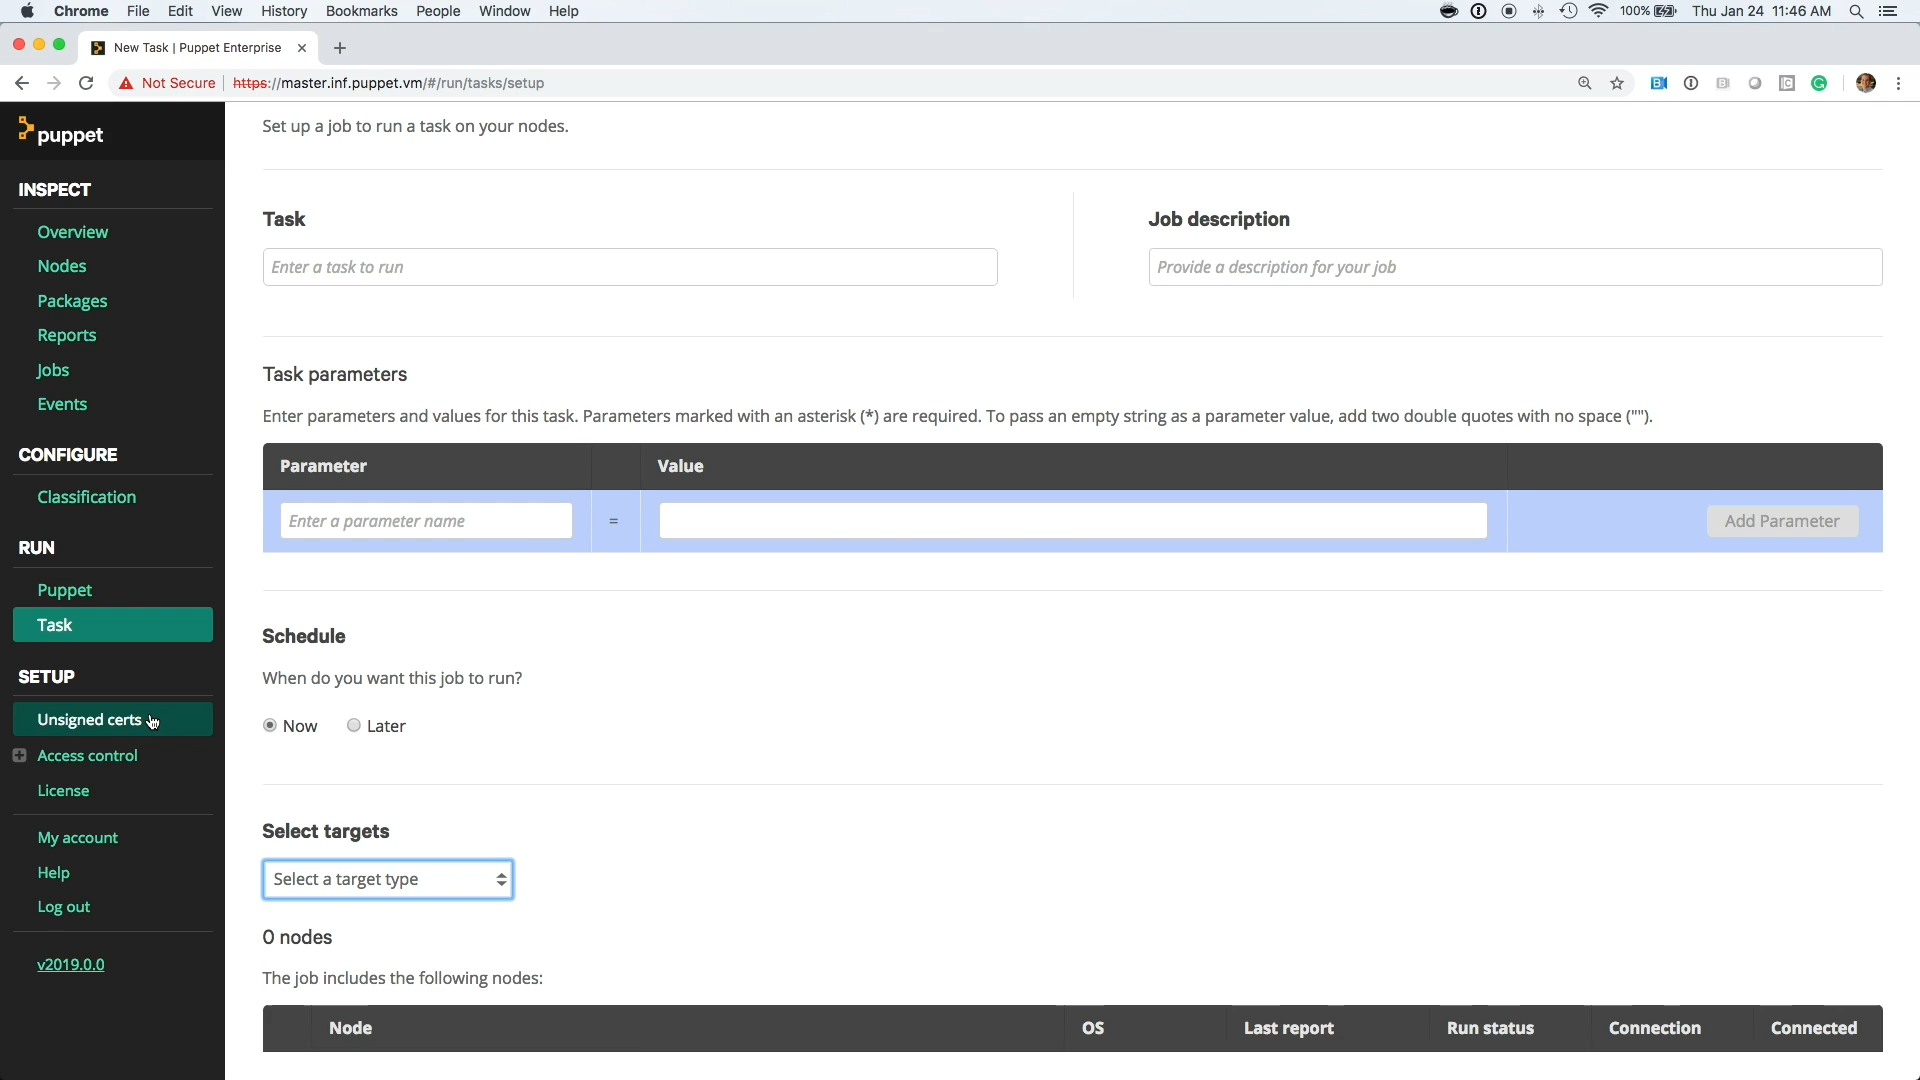 Chrome File Edit View History Bookmarks People Window Help 100% Thu Jan 24 11:46 AM
New Task | Puppet Enterprise
Not Secure https://master.inf.puppet.vm/#/run/tasks/setup
puppet
INSPECT
Overview
Nodes
Packages
Reports
Jobs
Events
CONFIGURE
Classification
RUN
Puppet
Task
SETUP
Unsigned certs
Access control
License
My account
Help
Log out
v2019.0.0
Set up a job to run a task on your nodes.
Task
Enter a task to run
Job description
Provide a description for your job
Task parameters
Enter parameters and values for this task. Parameters marked with an asterisk (*) are required. To pass an empty string as a parameter value, add two double quotes with no space ("").
Parameter Value
Enter a parameter name = Add Parameter
Schedule
When do you want this job to run?
Now Later
Select targets
Select a target type
0 nodes
The job includes the following nodes:
Node OS Last report Run status Connection Connected